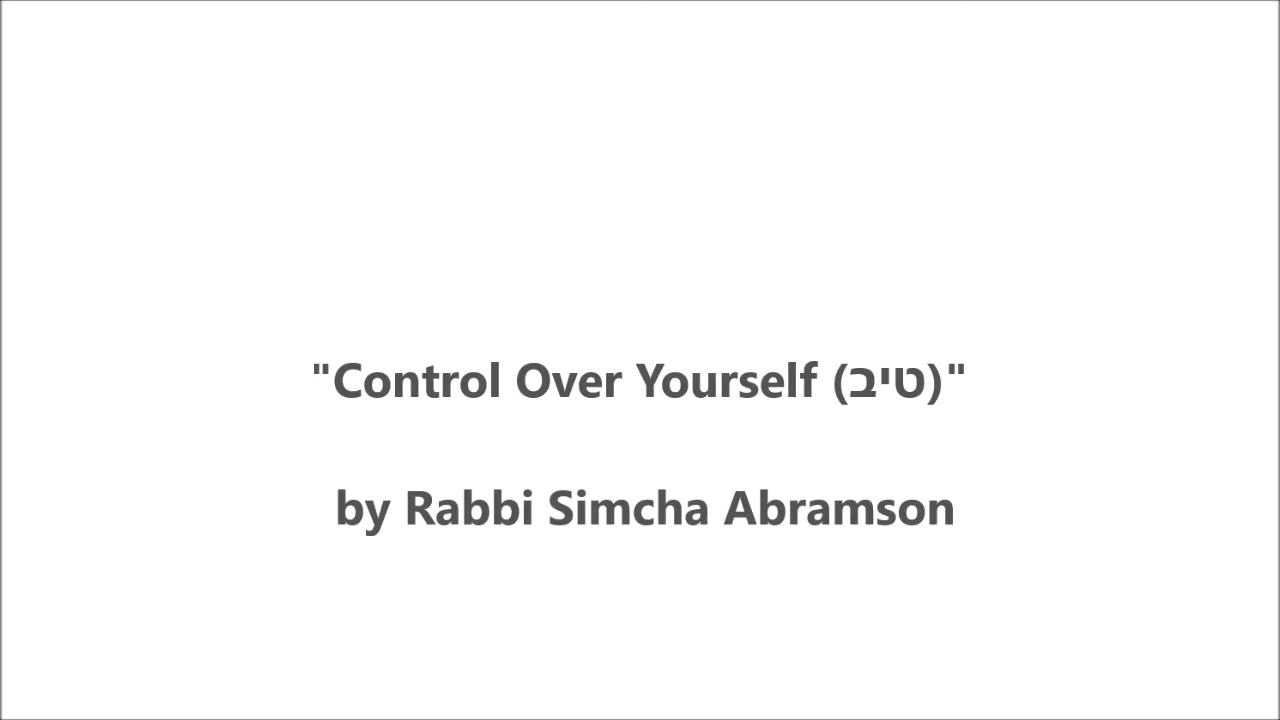 "Control Over Yourself (טיב)"
by Rabbi Simcha Abramson